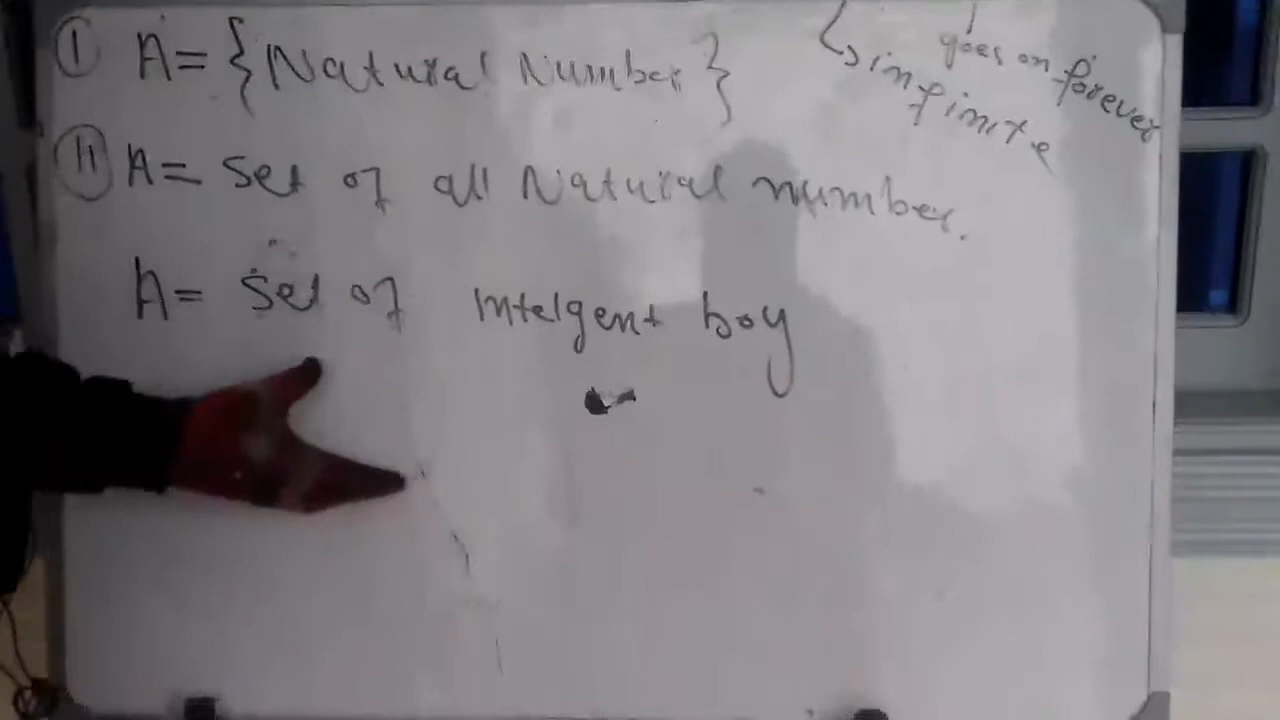 ① A = {Natural Number}
goes on forever
↳ infinite
⑪ A = Set of all Natural number.
A = Set of Intelgent boy